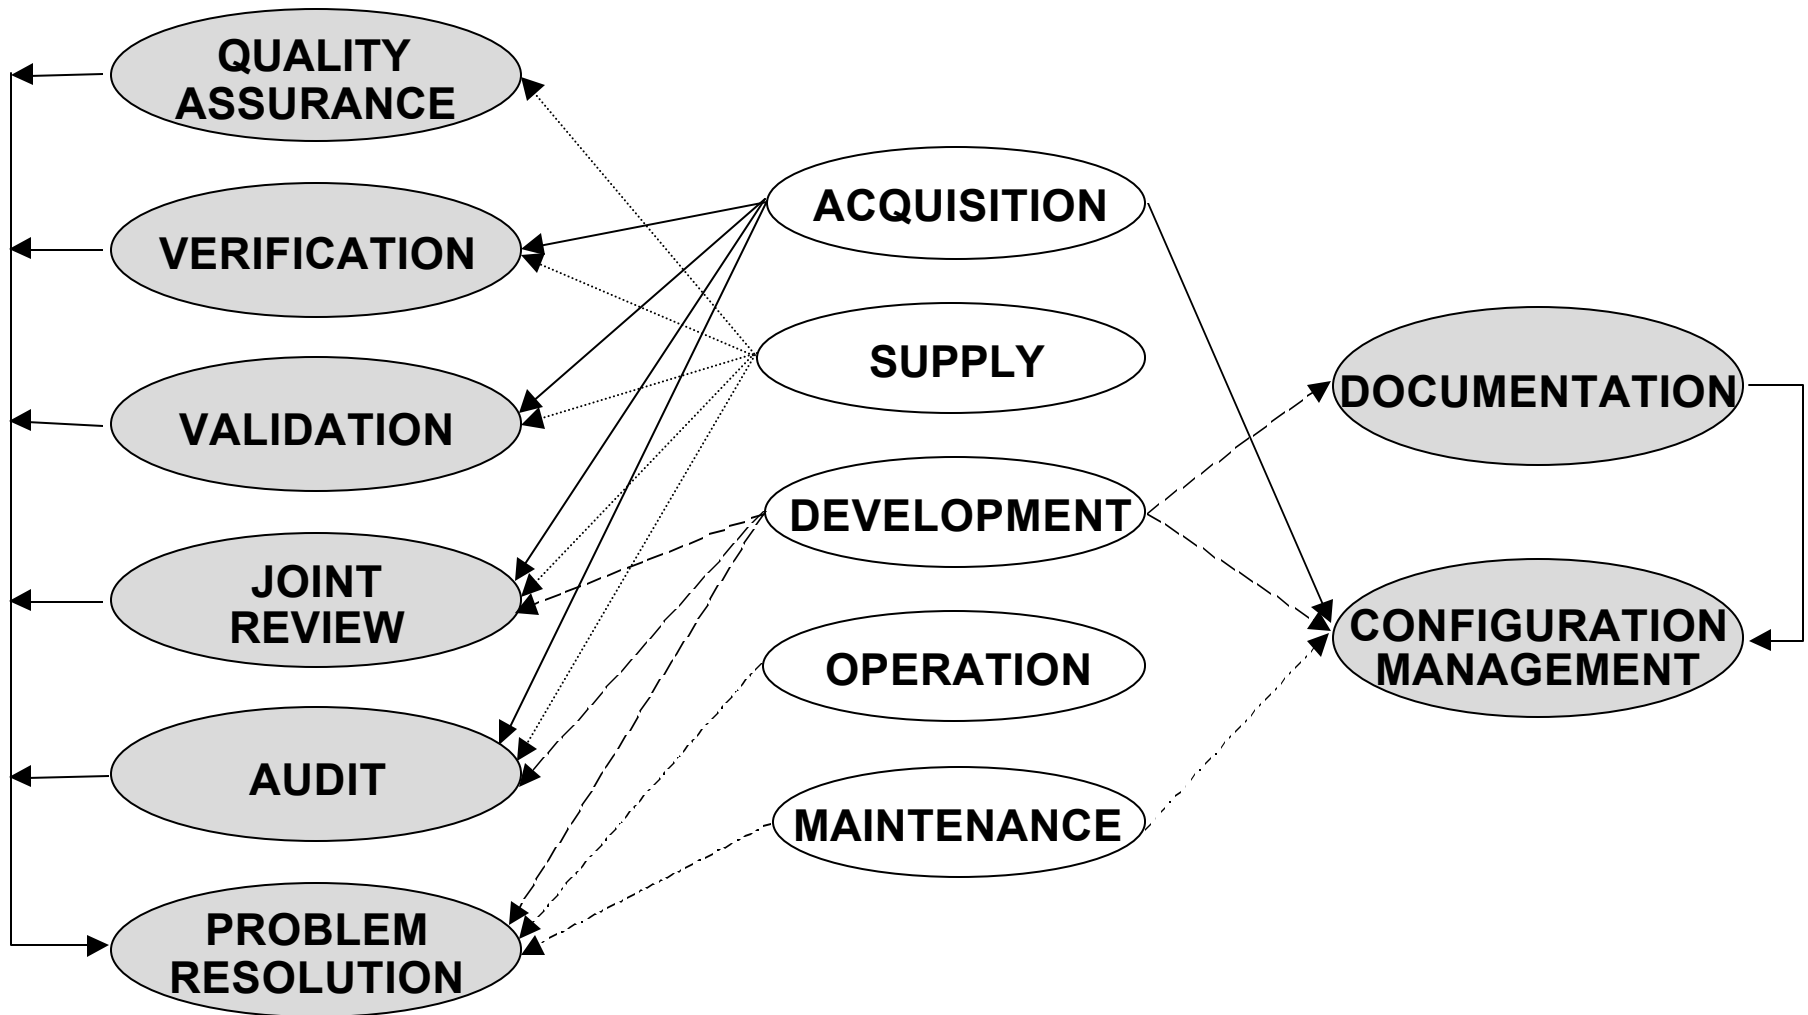 QUALITY
ASSURANCE
VERIFICATION
VALIDATION
JOINT
REVIEW
AUDIT
PROBLEM
RESOLUTION
ACQUISITION
SUPPLY
DEVELOPMENT
OPERATION
MAINTENANCE
DOCUMENTATION
CONFIGURATION
MANAGEMENT